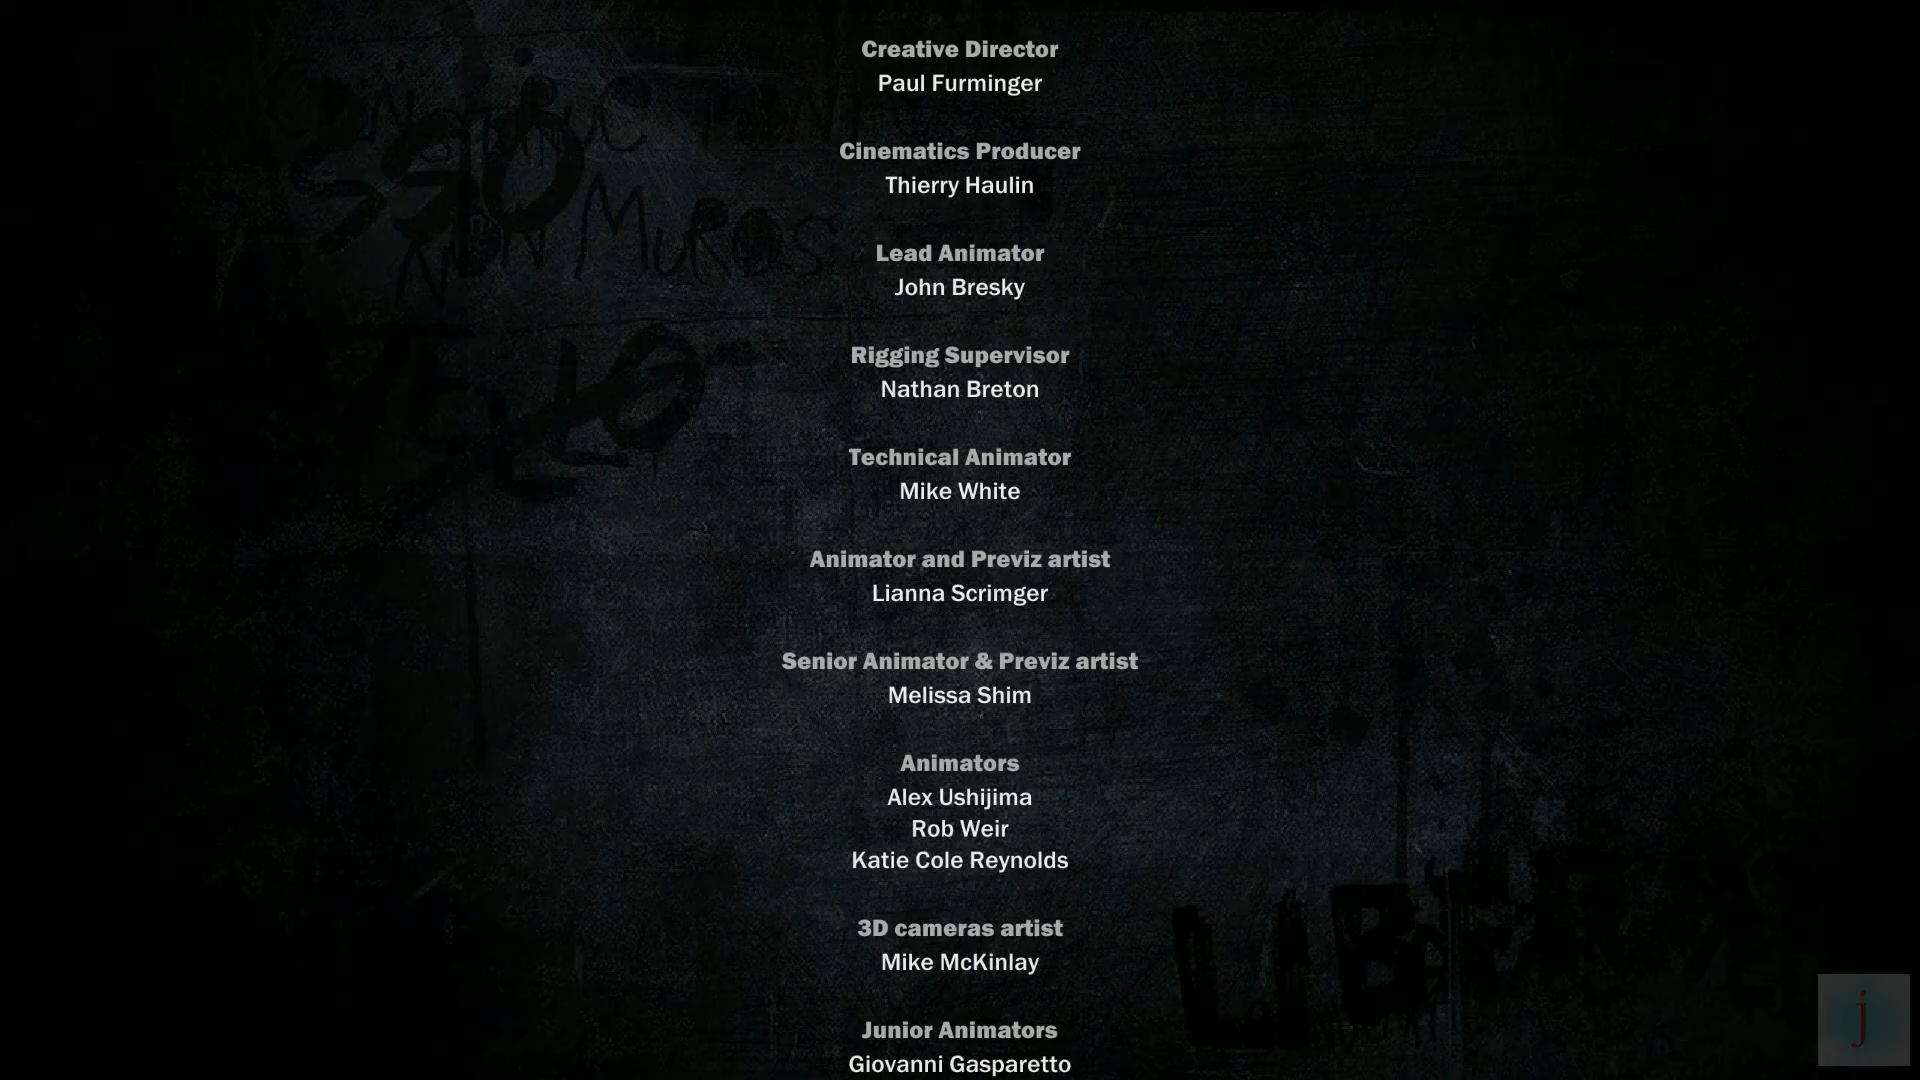 Creative Director
Paul Furminger
Cinematics Producer
Thierry Haulin
Lead Animator
John Bresky
Rigging Supervisor
Nathan Breton
Technical Animator
Mike White
Animator and Previz artist
Lianna Scrimger
Senior Animator & Previz artist
Melissa Shim
Animators
Alex Ushijima
Rob Weir
Katie Cole Reynolds
3D cameras artist
Mike McKinlay
Junior Animators
Giovanni Gasparetto
NON MUROS
j